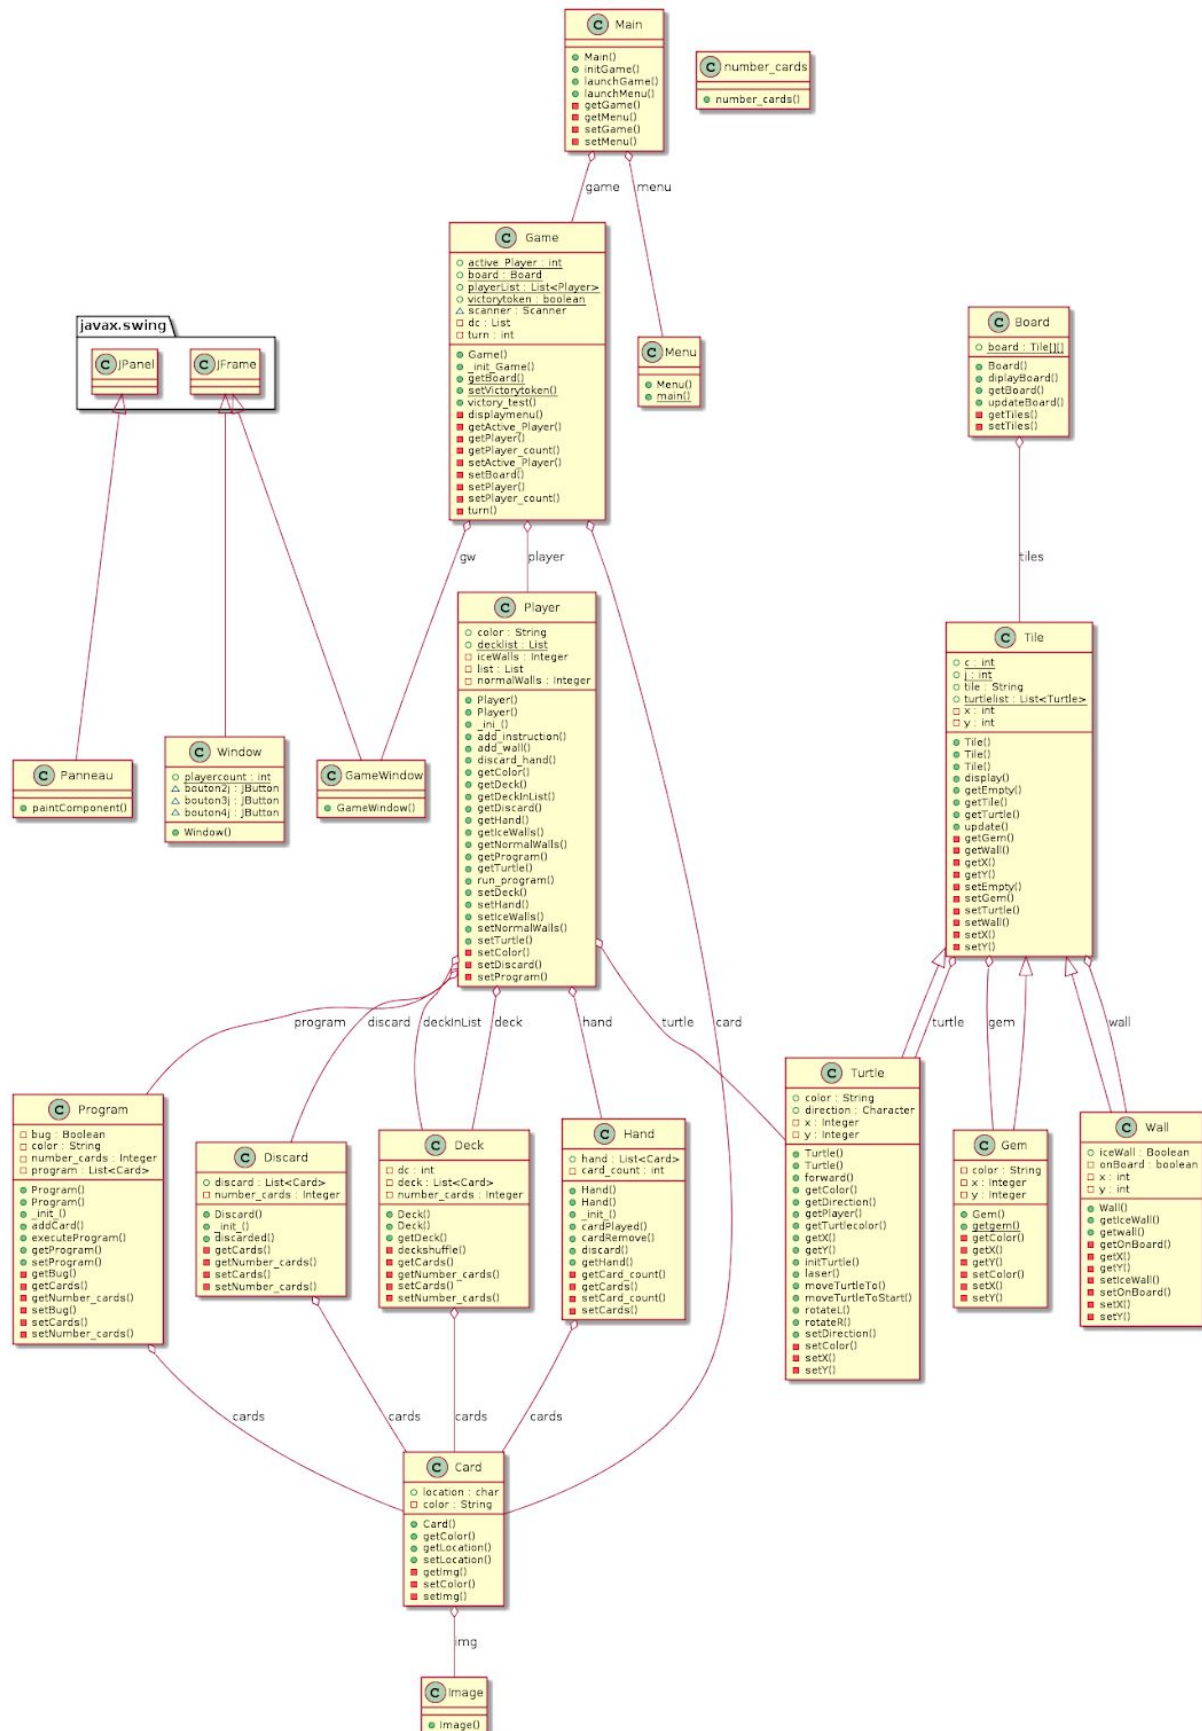 C Main
Main()
initGame()
launchGame()
launchMenu()
getGame()
getMenu()
setGame()
setMenu()
C number_cards
number_cards()
game
menu
C Game
active_Player : int
board : Board
playerList : List<Player>
victorytoken : boolean
scanner : Scanner
dc : List
turn : int
Game()
_init_Game()
getBoard()
setVictorytoken()
victory_test()
displaymenu()
getActive_Player()
getPlayer()
getPlayer_count()
setActive_Player()
setBoard()
setPlayer()
setPlayer_count()
turn()
C Menu
Menu()
main()
javax.swing
C JPanel
C JFrame
C Board
board : Tile[][]
Board()
diplayBoard()
getBoard()
updateBoard()
getTiles()
setTiles()
gw
player
tiles
C Player
color : String
decklist : List
iceWalls : Integer
list : List
normalWalls : Integer
Player()
Player()
_ini_()
add_instruction()
add_wall()
discard_hand()
getColor()
getDeck()
getDeckInList()
getDiscard()
getHand()
getIceWalls()
getNormalWalls()
getProgram()
getTurtle()
run_program()
setDeck()
setHand()
setIceWalls()
setNormalWalls()
setTurtle()
setColor()
setDiscard()
setProgram()
C Tile
c : int
j : int
tile : String
turtlelist : List<Turtle>
x : int
y : int
Tile()
Tile()
Tile()
display()
getEmpty()
getTile()
getTurtle()
update()
getGem()
getWall()
getX()
getY()
setEmpty()
setGem()
setTurtle()
setWall()
setX()
setY()
C Panneau
paintComponent()
C Window
playercount : int
bouton2j : JButton
bouton3j : JButton
bouton4j : JButton
Window()
C GameWindow
GameWindow()
program
discard
deckInList
deck
hand
turtle
card
turtle
gem
wall
C Program
bug : Boolean
color : String
number_cards : Integer
program : List<Card>
Program()
Program()
_init_()
addCard()
executeProgram()
getProgram()
setProgram()
getBug()
getCards()
getNumber_cards()
setBug()
setCards()
setNumber_cards()
C Discard
discard : List<Card>
number_cards : Integer
Discard()
_init_()
discarded()
getCards()
getNumber_cards()
setCards()
setNumber_cards()
C Deck
dc : int
deck : List<Card>
number_cards : Integer
Deck()
Deck()
getDeck()
deckshuffle()
getCards()
getNumber_cards()
setCards()
setNumber_cards()
C Hand
hand : List<Card>
card_count : int
Hand()
Hand()
_init_()
cardPlayed()
cardRemove()
discard()
getHand()
getCard_count()
getCards()
setCard_count()
setCards()
C Turtle
color : String
direction : Character
x : Integer
y : Integer
Turtle()
Turtle()
forward()
getColor()
getDirection()
getPlayer()
getTurtlecolor()
getX()
getY()
initTurtle()
laser()
moveTurtleTo()
moveTurtleToStart()
rotateL()
rotateR()
setDirection()
setColor()
setX()
setY()
C Gem
color : String
x : Integer
y : Integer
Gem()
getgem()
getColor()
getX()
getY()
setColor()
setX()
setY()
C Wall
iceWall : Boolean
onBoard : boolean
x : int
y : int
Wall()
getIceWall()
getwall()
getOnBoard()
getX()
getY()
setIceWall()
setOnBoard()
setX()
setY()
cards
cards
cards
cards
C Card
location : char
color : String
Card()
getColor()
getLocation()
setLocation()
getImg()
setColor()
setImg()
img
C Image
Image()